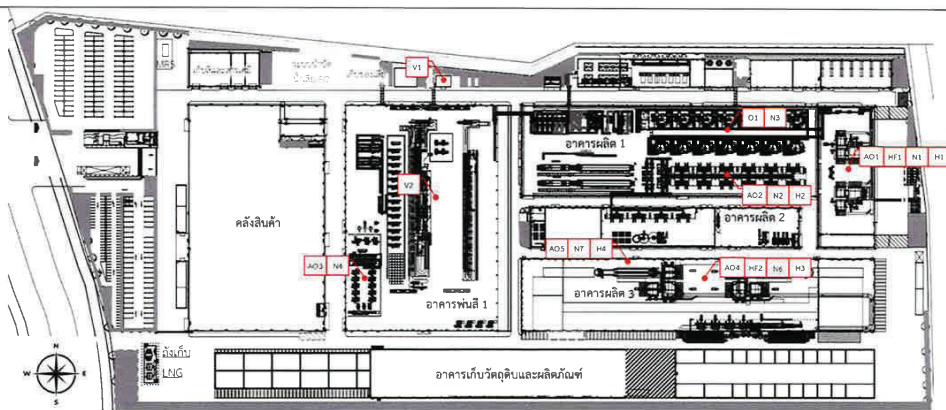 MRS
V1
O1 N3
อาคารผลิต 1
AO1 HF1 N1 H1
V2
AO2 N2 H2
คลังสินค้า
อาคารผลิต 2
AO5 N7 H4
AO3 N4
AO4 HF2 N6 H3
อาคารผลิต 3
อาคารพ่นสี 1
N
W E
S
ถังเก็บ
LNG
อาคารเก็บวัตถุดิบและผลิตภัณฑ์